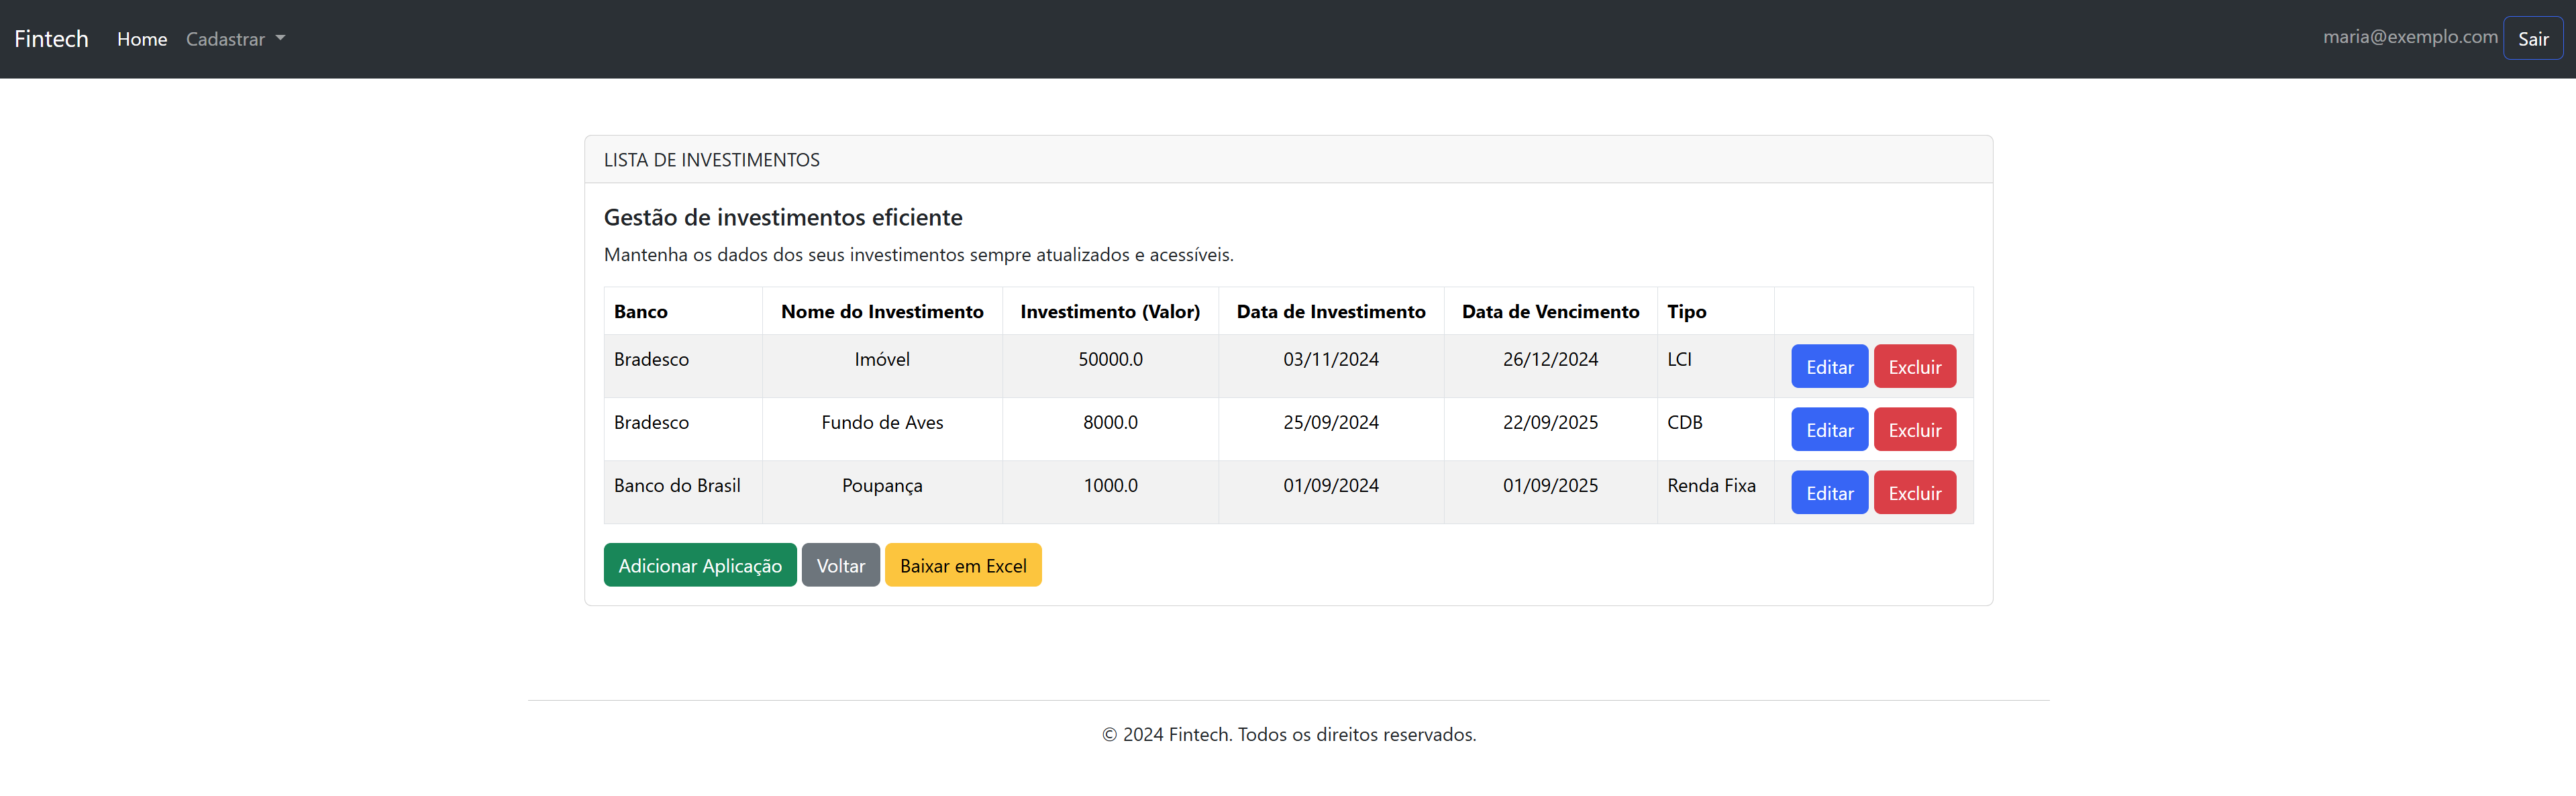 Fintech Home Cadastrar maria@exemplo.com Sair
LISTA DE INVESTIMENTOS
Gestão de investimentos eficiente
Mantenha os dados dos seus investimentos sempre atualizados e acessíveis.
Banco Nome do Investimento Investimento (Valor) Data de Investimento Data de Vencimento Tipo
Bradesco Imóvel 50000.0 03/11/2024 26/12/2024 LCI Editar Excluir
Bradesco Fundo de Aves 8000.0 25/09/2024 22/09/2025 CDB Editar Excluir
Banco do Brasil Poupança 1000.0 01/09/2024 01/09/2025 Renda Fixa Editar Excluir
Adicionar Aplicação Voltar Baixar em Excel
© 2024 Fintech. Todos os direitos reservados.